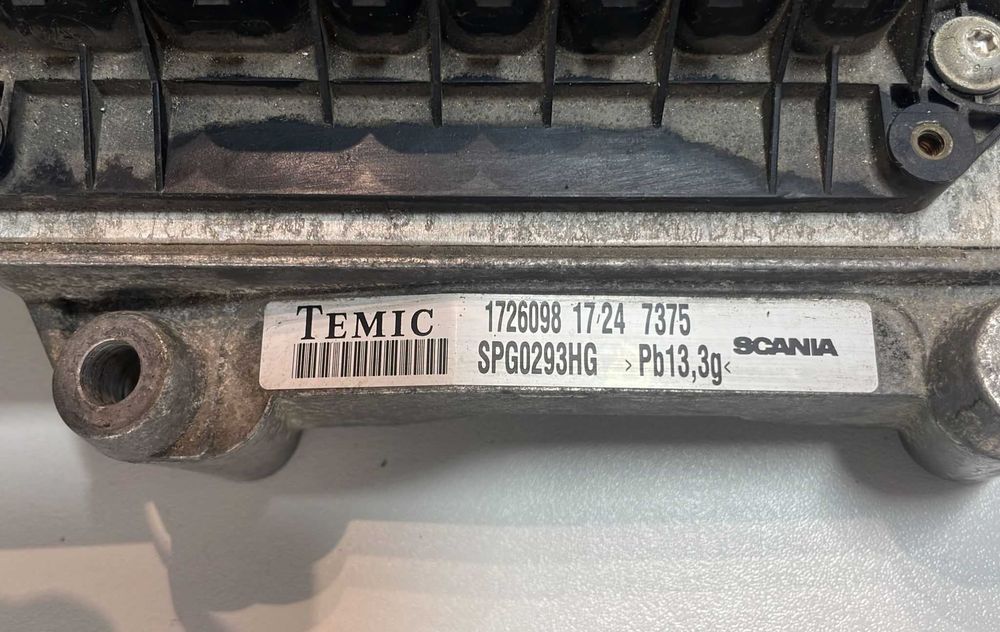 TEMIC
1726098 17/24 7375
SPG0293HG >Pb13,3g<
SCANIA